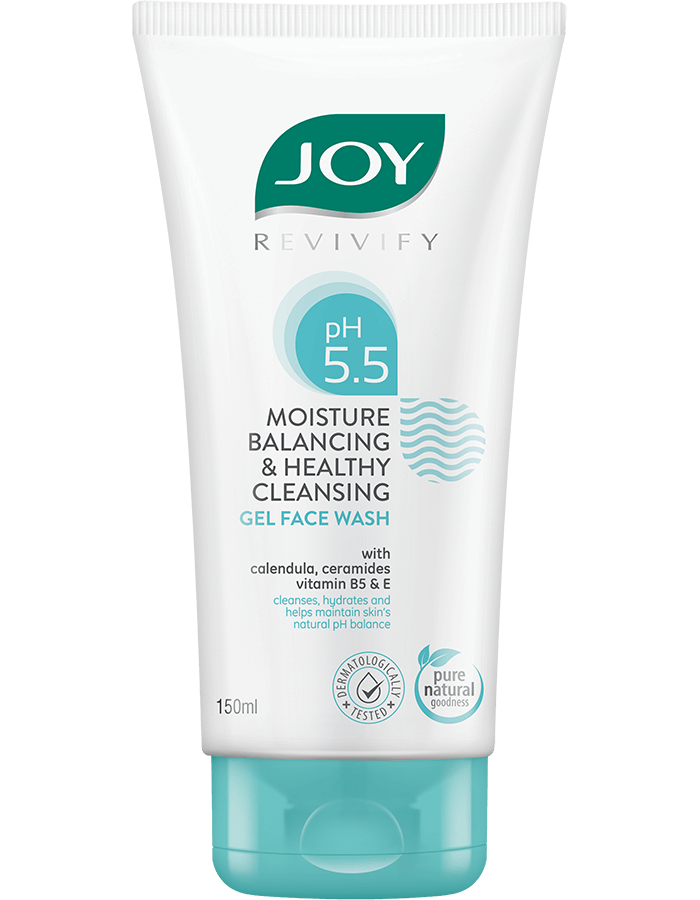 JOY
REVIVIFY
pH
5.5
MOISTURE
BALANCING
& HEALTHY
CLEANSING
GEL FACE WASH
with
calendula, ceramides
vitamin B5 & E
cleanses, hydrates and
helps maintain skin's
natural pH balance
150ml
DERMATOLOGICALLY
TESTED
pure
natural
goodness